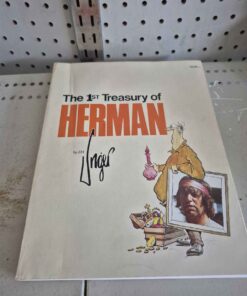 The 1ST Treasury of
HERMAN
by JIM
Unger